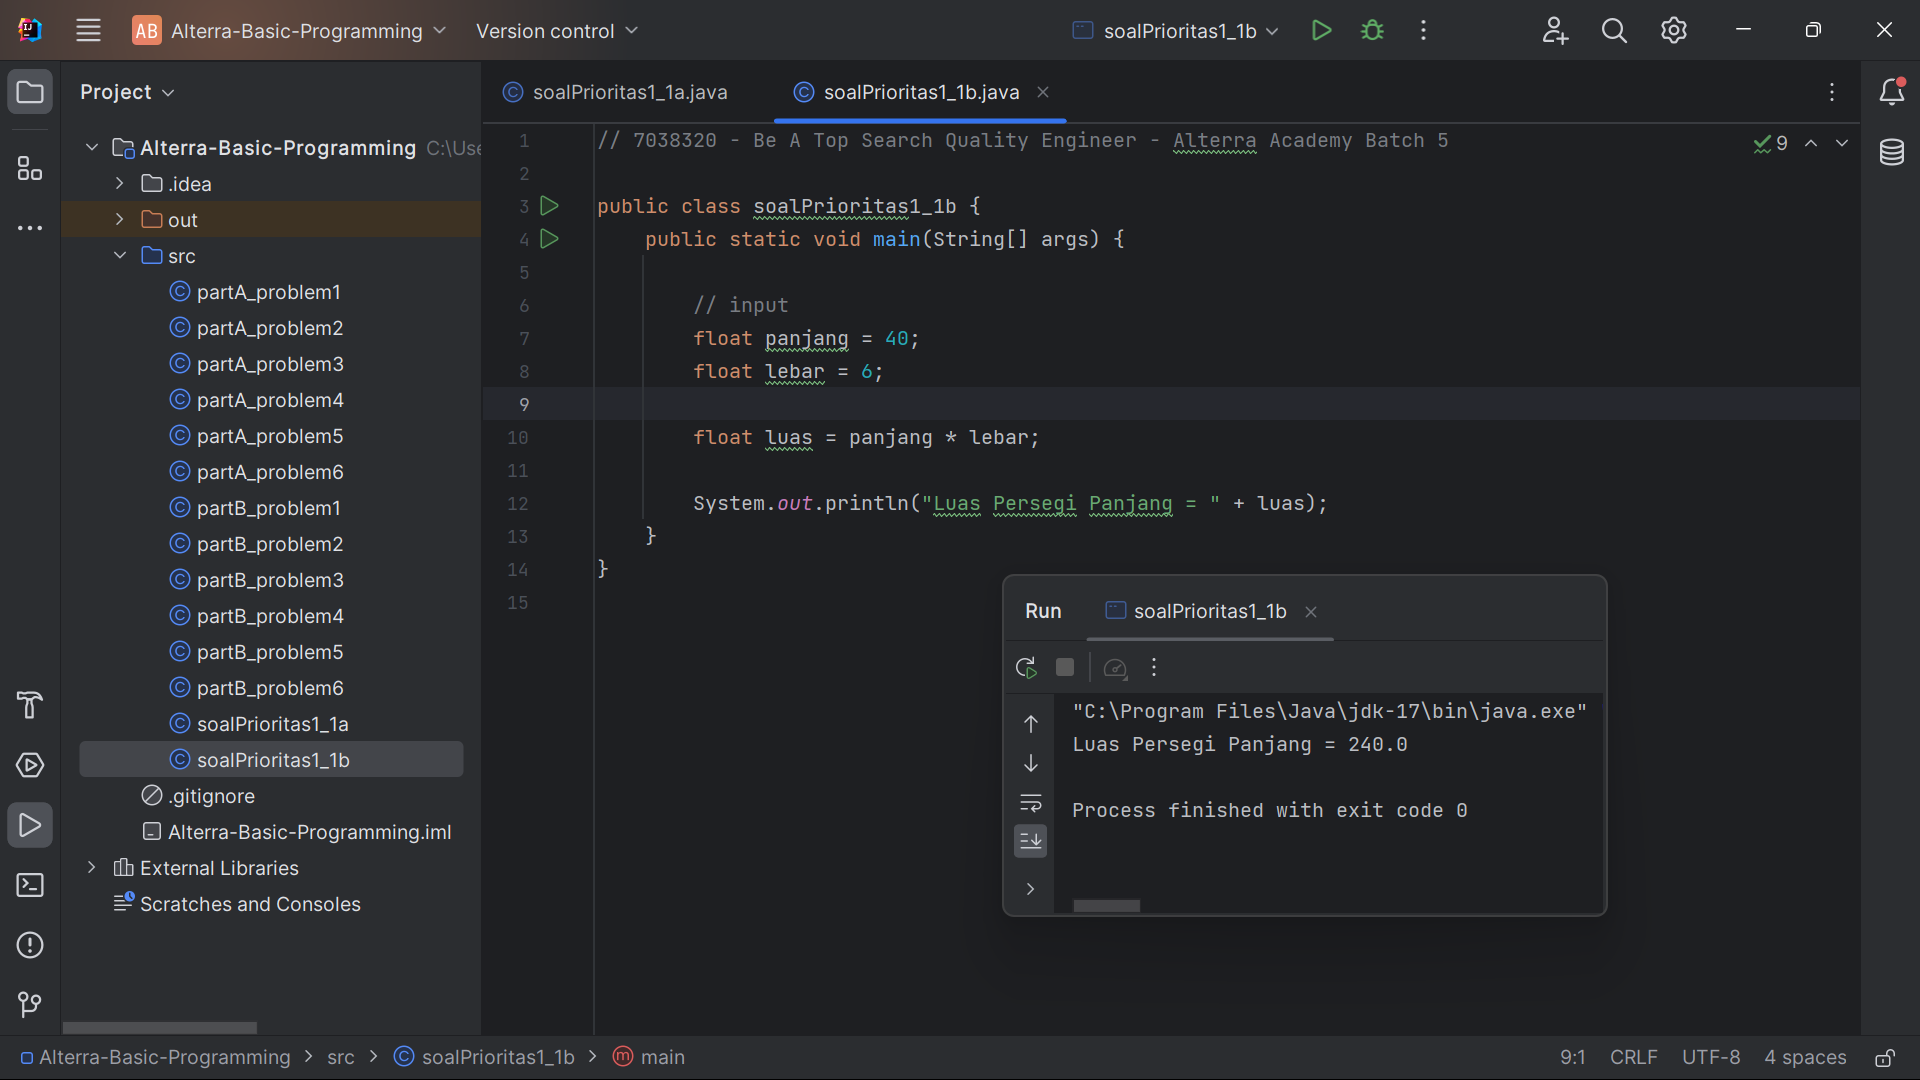 AB Alterra-Basic-Programming Version control soalPrioritas1_1b
Project
soalPrioritas1_1a.java soalPrioritas1_1b.java
Alterra-Basic-Programming C:\Use
.idea
out
src
partA_problem1
partA_problem2
partA_problem3
partA_problem4
partA_problem5
partA_problem6
partB_problem1
partB_problem2
partB_problem3
partB_problem4
partB_problem5
partB_problem6
soalPrioritas1_1a
soalPrioritas1_1b
.gitignore
Alterra-Basic-Programming.iml
External Libraries
Scratches and Consoles
1 // 7038320 - Be A Top Search Quality Engineer - Alterra Academy Batch 5
9
2
3 public class soalPrioritas1_1b {
4 public static void main(String[] args) {
5
6 // input
7 float panjang = 40;
8 float lebar = 6;
9
10 float luas = panjang * lebar;
11
12 System.out.println("Luas Persegi Panjang = " + luas);
13 }
14 }
15
Run soalPrioritas1_1b
"C:\Program Files\Java\jdk-17\bin\java.exe"
Luas Persegi Panjang = 240.0
Process finished with exit code 0
Alterra-Basic-Programming > src > soalPrioritas1_1b > main
9:1 CRLF UTF-8 4 spaces